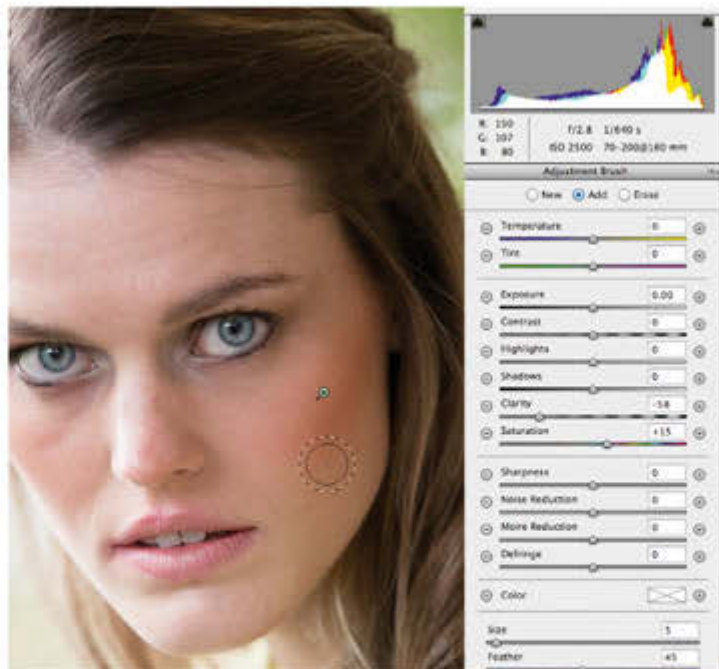 R: 150
G: 107
B: 80
f/2.8 1/640 s
ISO 2500 70-200@160 mm
Adjustment Brush
New Add Erase
Temperature 0
Tint 0
Exposure 0.00
Contrast 0
Highlights 0
Shadows 0
Clarity -58
Saturation +15
Sharpness 0
Noise Reduction 0
Moire Reduction 0
Defringe 0
Color
Size 5
Feather 45